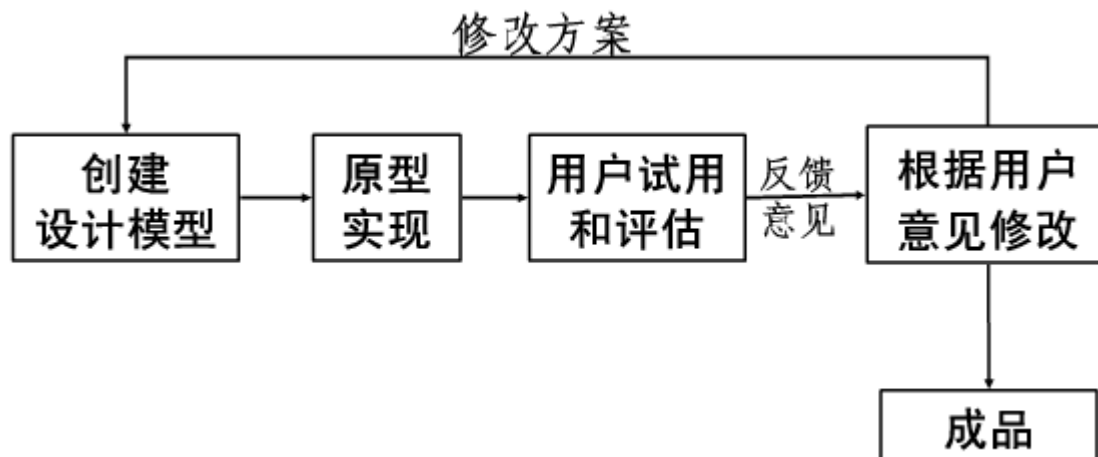 修改方案
创建
设计模型
原型
实现
用户试用
和评估
反馈
意见
根据用户
意见修改
成品